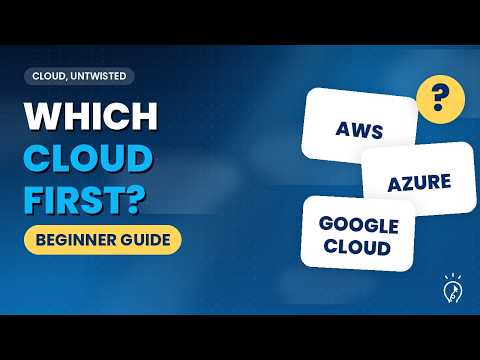 CLOUD, UNTWISTED
WHICH
CLOUD
FIRST?
BEGINNER GUIDE
?
AWS
AZURE
GOOGLE
CLOUD